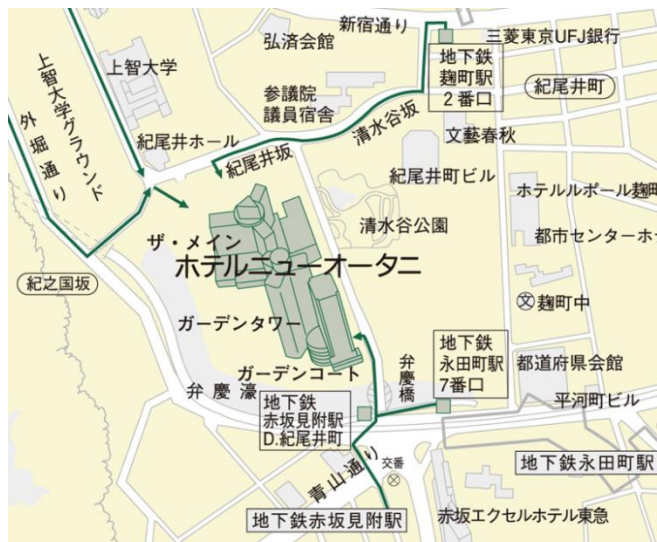 新宿通り
三菱東京UFJ銀行
弘済会館
上智大学
地下鉄
麹町駅
2番口
紀尾井町
参議院
議員宿舎
上智大学グラウンド
外堀通り
清水谷坂
文藝春秋
紀尾井ホール
紀尾井坂
紀尾井町ビル
ホテルルポール麹町
清水谷公園
都市センターホ
ザ・メイン
ホテルニューオータニ
紀之国坂
文
麹町中
ガーデンタワー
地下鉄
永田町駅
7番口
都道府県会館
ガーデンコート
弁慶橋
弁慶濠
平河町ビル
地下鉄
赤坂見附駅
D.紀尾井町
青山通り
交番
地下鉄永田町駅
地下鉄赤坂見附駅
赤坂エクセルホテル東急